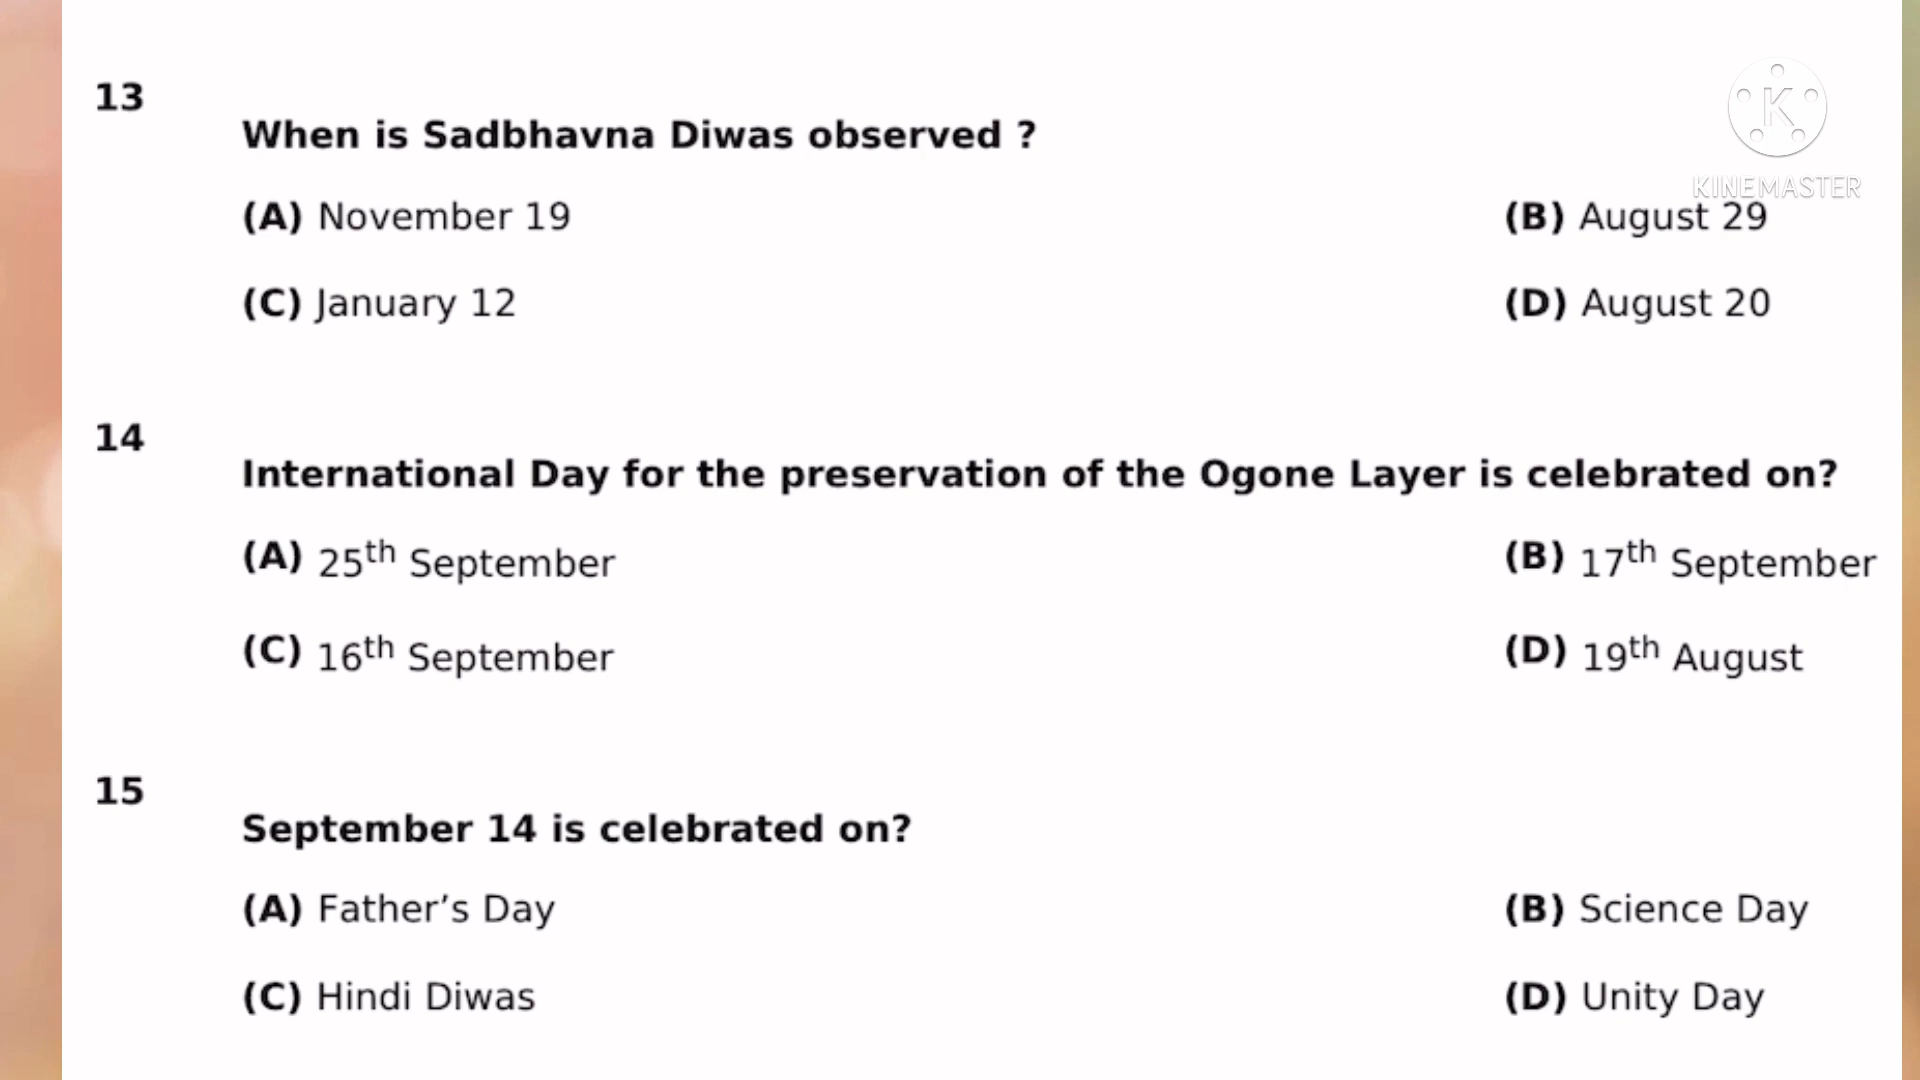 13
When is Sadbhavna Diwas observed ?
(A) November 19 (B) August 29
(C) January 12 (D) August 20
14
International Day for the preservation of the Ogone Layer is celebrated on?
(A) 25th September (B) 17th September
(C) 16th September (D) 19th August
15
September 14 is celebrated on?
(A) Father’s Day (B) Science Day
(C) Hindi Diwas (D) Unity Day
K
KINEMASTER